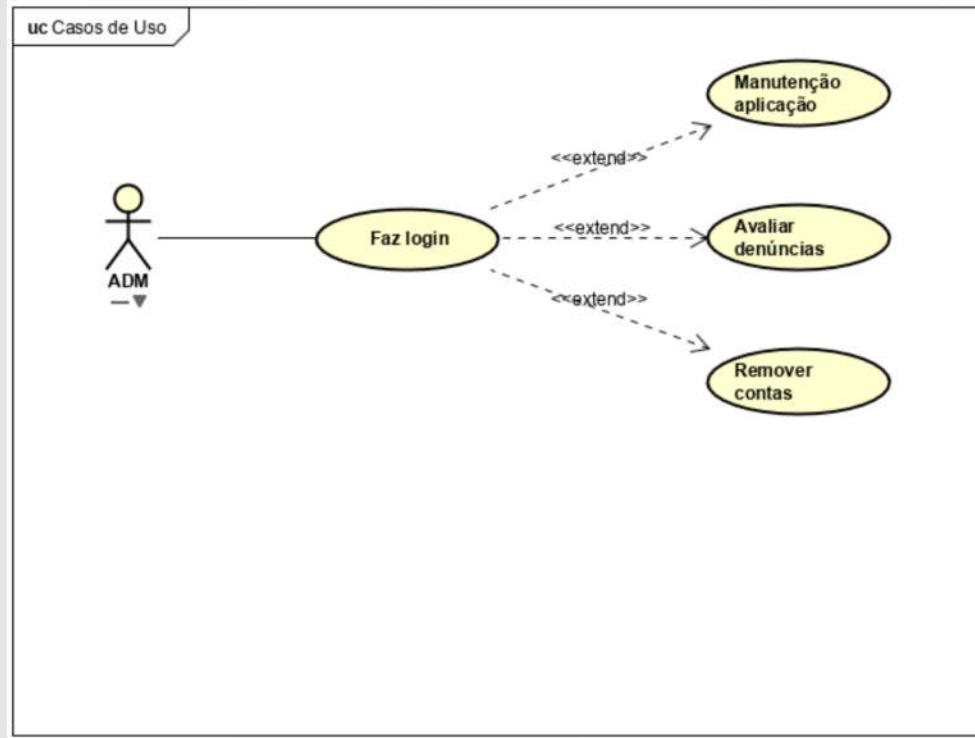 uc Casos de Uso
Manutenção
aplicação
<<extend>>
ADM
Faz login
<<extend>>
Avaliar
denúncias
<<extend>>
Remover
contas